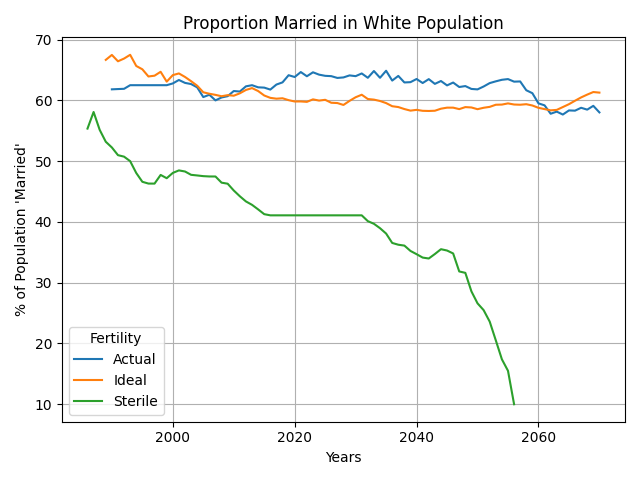 Proportion Married in White Population
% of Population 'Married'
70
60
50
40
30
20
10
Fertility
Actual
Ideal
Sterile
2000 2020 2040 2060
Years